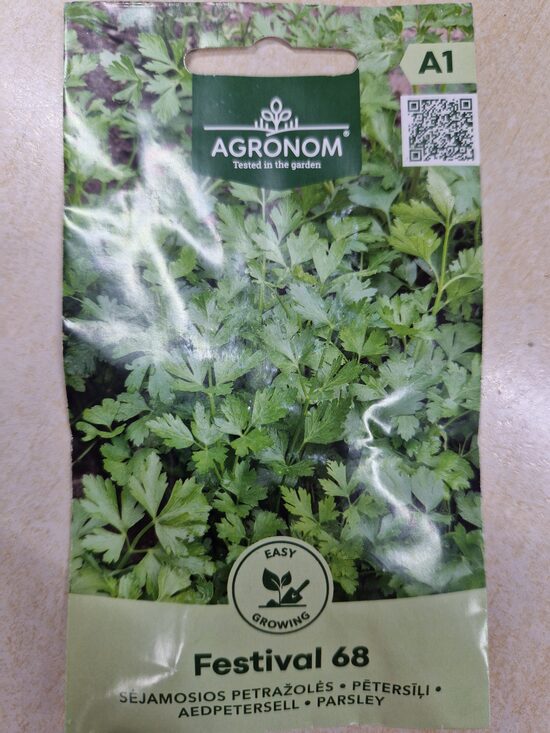 A1
AGRONOM®
Tested in the garden
EASY
GROWING
Festival 68
SĖJAMOSIOS PETRAŽOLĖS • PĒTERSĪĻI •
AEDPETERSELL • PARSLEY